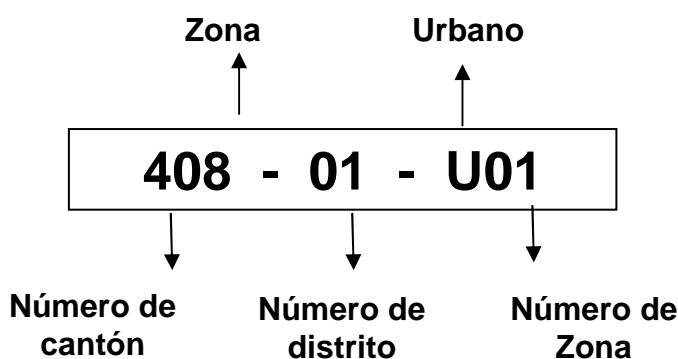 Zona Urbano
408 - 01 - U01
Número de cantón
Número de distrito
Número de Zona